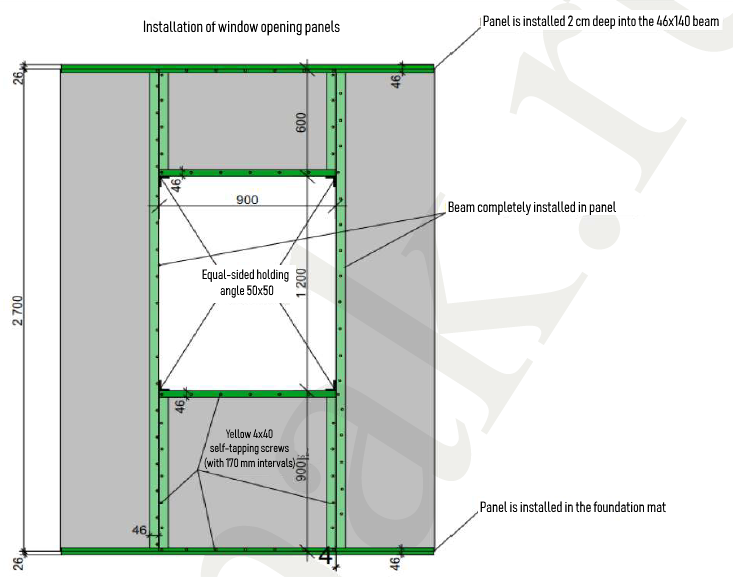 Installation of window opening panels
Panel is installed 2 cm deep into the 46x140 beam
26
46
600
46
900
Beam completely installed in panel
Equal-sided holding
angle 50x50
1 200
2 700
46
Yellow 4x40
self-tapping screws
(with 170 mm intervals)
900
Panel is installed in the foundation mat
46
4
26
46